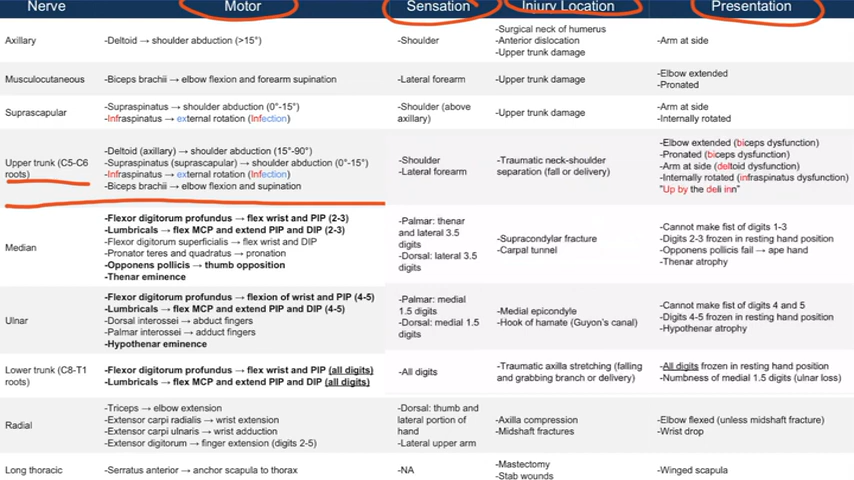 Nerve Motor Sensation Injury Location Presentation
Axillary
-Deltoid → shoulder abduction (>15°)
-Shoulder
-Surgical neck of humerus
-Anterior dislocation
-Upper trunk damage
-Arm at side
Musculocutaneous
-Biceps brachii → elbow flexion and forearm supination
-Lateral forearm
-Upper trunk damage
-Elbow extended
-Pronated
Suprascapular
-Supraspinatus → shoulder abduction (0°-15°)
-Infraspinatus → external rotation (Infection)
-Shoulder (above
axillary)
-Upper trunk damage
-Arm at side
-Internally rotated
Upper trunk (C5-C6
roots)
-Deltoid (axillary) → shoulder abduction (15°-90°)
-Supraspinatus (suprascapular) → shoulder abduction (0°-15°)
-Infraspinatus → external rotation (Infection)
-Biceps brachii → elbow flexion and supination
-Shoulder
-Lateral forearm
-Traumatic neck-shoulder
separation (fall or delivery)
-Elbow extended (biceps dysfunction)
-Pronated (biceps dysfunction)
-Arm at side (deltoid dysfunction)
-Internally rotated (infraspinatus dysfunction)
"Up by the deli inn"
Median
-Flexor digitorum profundus → flex wrist and PIP (2-3)
-Lumbricals → flex MCP and extend PIP and DIP (2-3)
-Flexor digitorum superficialis → flex wrist and DIP
-Pronator teres and quadratus → pronation
-Opponens pollicis → thumb opposition
-Thenar eminence
-Palmar: thenar
and lateral 3.5
digits
-Dorsal: lateral 3.5
digits
-Supracondylar fracture
-Carpal tunnel
-Cannot make fist of digits 1-3
-Digits 2-3 frozen in resting hand position
-Opponens pollicis fail → ape hand
-Thenar atrophy
Ulnar
-Flexor digitorum profundus → flexion of wrist and PIP (4-5)
-Lumbricals → flex MCP and extend PIP and DIP (4-5)
-Dorsal interossei → abduct fingers
-Palmar interossei → adduct fingers
-Hypothenar eminence
-Palmar: medial
1.5 digits
-Dorsal: medial 1.5
digits
-Medial epicondyle
-Hook of hamate (Guyon's canal)
-Cannot make fist of digits 4 and 5
-Digits 4-5 frozen in resting hand position
-Hypothenar atrophy
Lower trunk (C8-T1
roots)
-Flexor digitorum profundus → flex wrist and PIP (all digits)
-Lumbricals → flex MCP and extend PIP and DIP (all digits)
-All digits
-Traumatic axilla stretching (falling
and grabbing branch or delivery)
-All digits frozen in resting hand position
-Numbness of medial 1.5 digits (ulnar loss)
Radial
-Triceps → elbow extension
-Extensor carpi radialis → wrist extension
-Extensor carpi ulnaris → wrist adduction
-Extensor digitorum → finger extension (digits 2-5)
-Dorsal: thumb and
lateral portion of
hand
-Lateral upper arm
-Axilla compression
-Midshaft fractures
-Elbow flexed (unless midshaft fracture)
-Wrist drop
Long thoracic
-Serratus anterior → anchor scapula to thorax
-NA
-Mastectomy
-Stab wounds
-Winged scapula